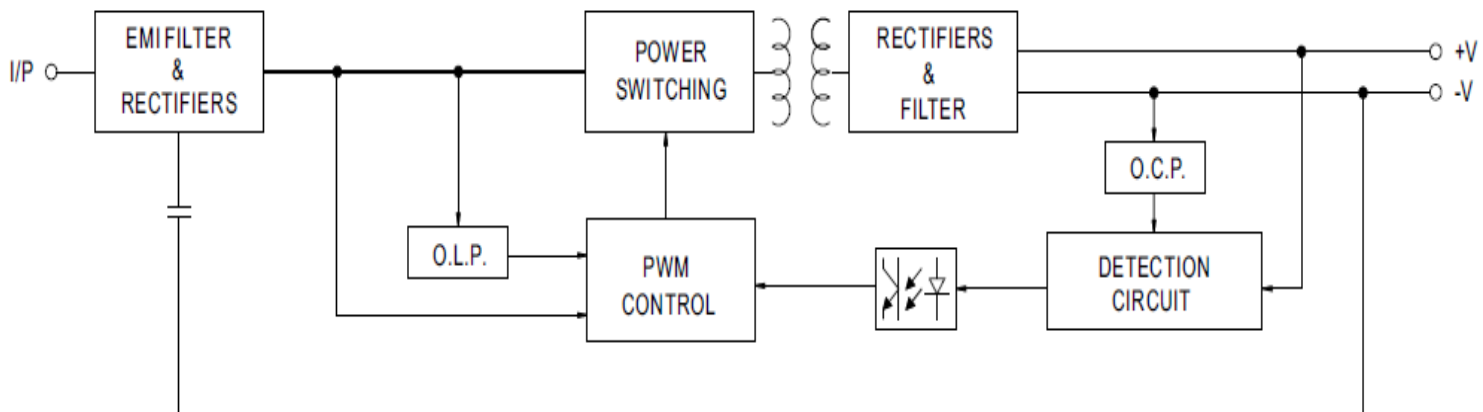 I/P
EMI FILTER
&
RECTIFIERS
POWER
SWITCHING
RECTIFIERS
&
FILTER
+V
-V
O.C.P.
O.L.P.
PWM
CONTROL
DETECTION
CIRCUIT